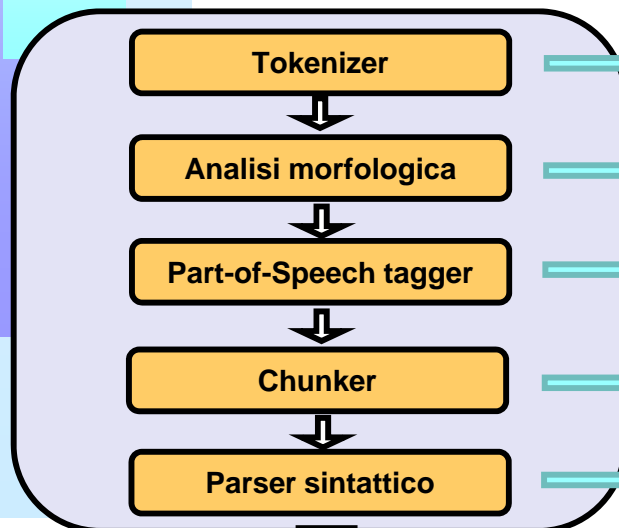 Tokenizer
Analisi morfologica
Part-of-Speech tagger
Chunker
Parser sintattico